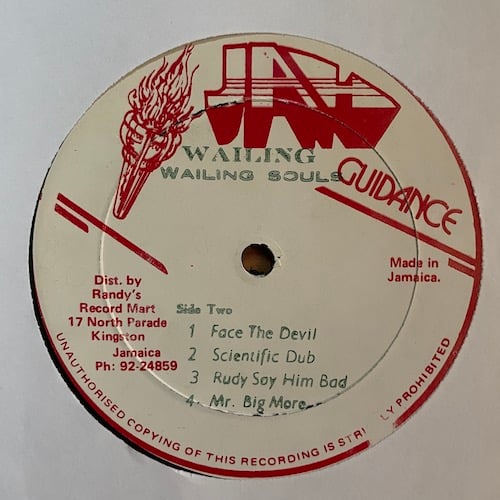 JAH
GUIDANCE
WAILING
WAILING SOULS
Made in
Jamaica.
Dist. by
Randy's
Record Mart
17 North Parade
Kingston
Jamaica
Ph: 92-24859
Side Two
1 Face The Devil
2 Scientific Dub
3 Rudy Say Him Bad
4 Mr. Big More
UNAUTHORISED COPYING OF THIS RECORDING IS STRI LY PROHIBITED